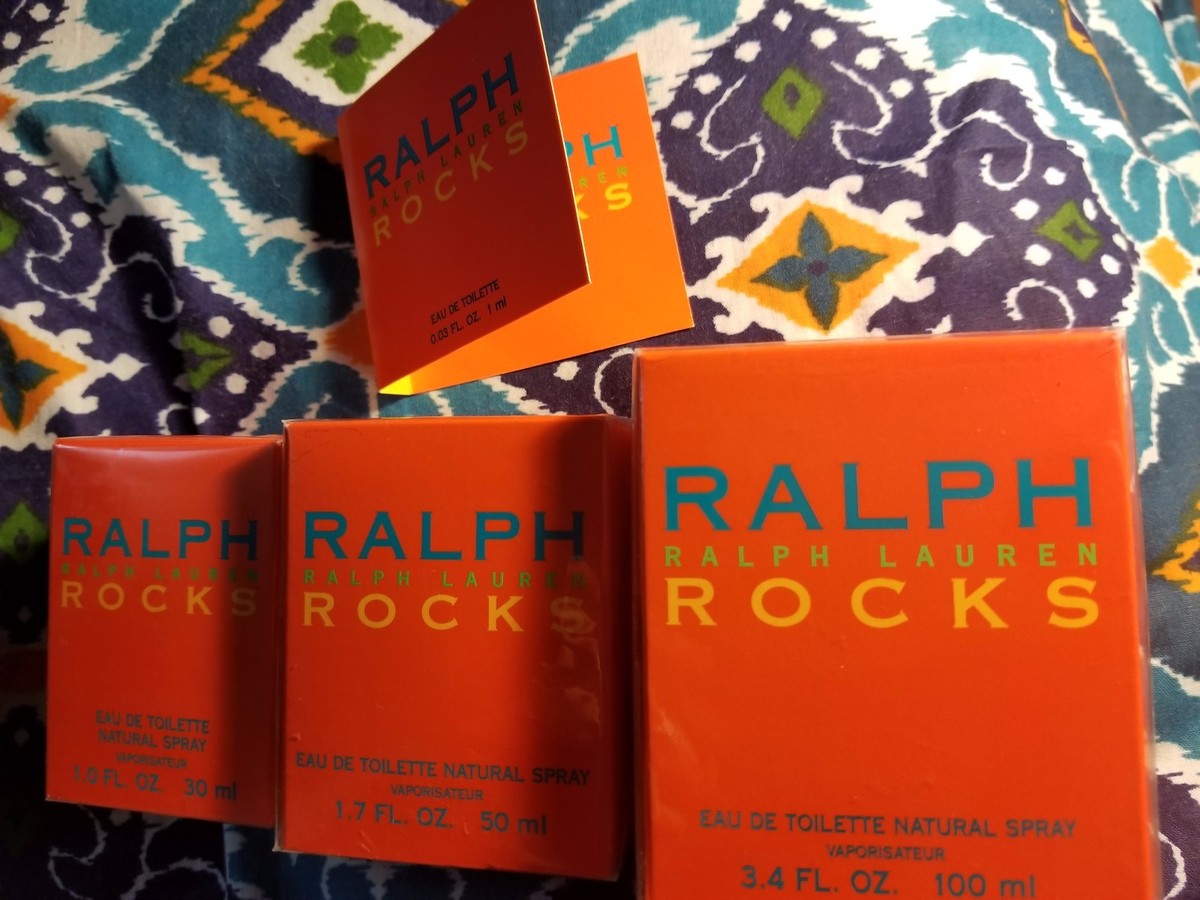 RALPH
RALPH LAUREN
ROCKS
EAU DE TOILETTE
0.03 FL. OZ. 1 ml
PH
REN
KS
RALPH
RALPH LAUREN
ROCKS
EAU DE TOILETTE
NATURAL SPRAY
VAPORISATEUR
1.0 FL. OZ. 30 ml
RALPH
RALPH LAUREN
ROCKS
EAU DE TOILETTE NATURAL SPRAY
VAPORISATEUR
1.7 FL. OZ. 50 ml
RALPH
RALPH LAUREN
ROCKS
EAU DE TOILETTE NATURAL SPRAY
VAPORISATEUR
3.4 FL. OZ. 100 ml